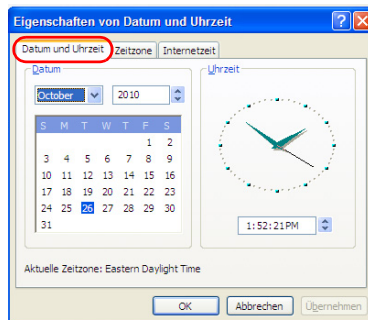 Eigenschaften von Datum und Uhrzeit
Datum und Uhrzeit Zeitzone Internetzeit
Datum
Uhrzeit
October 2010
S M T W T F S
1 2
3 4 5 6 7 8 9
10 11 12 13 14 15 16
17 18 19 20 21 22 23
24 25 26 27 28 29 30
31
1:52:21PM
Aktuelle Zeitzone: Eastern Daylight Time
OK Abbrechen Übernehmen